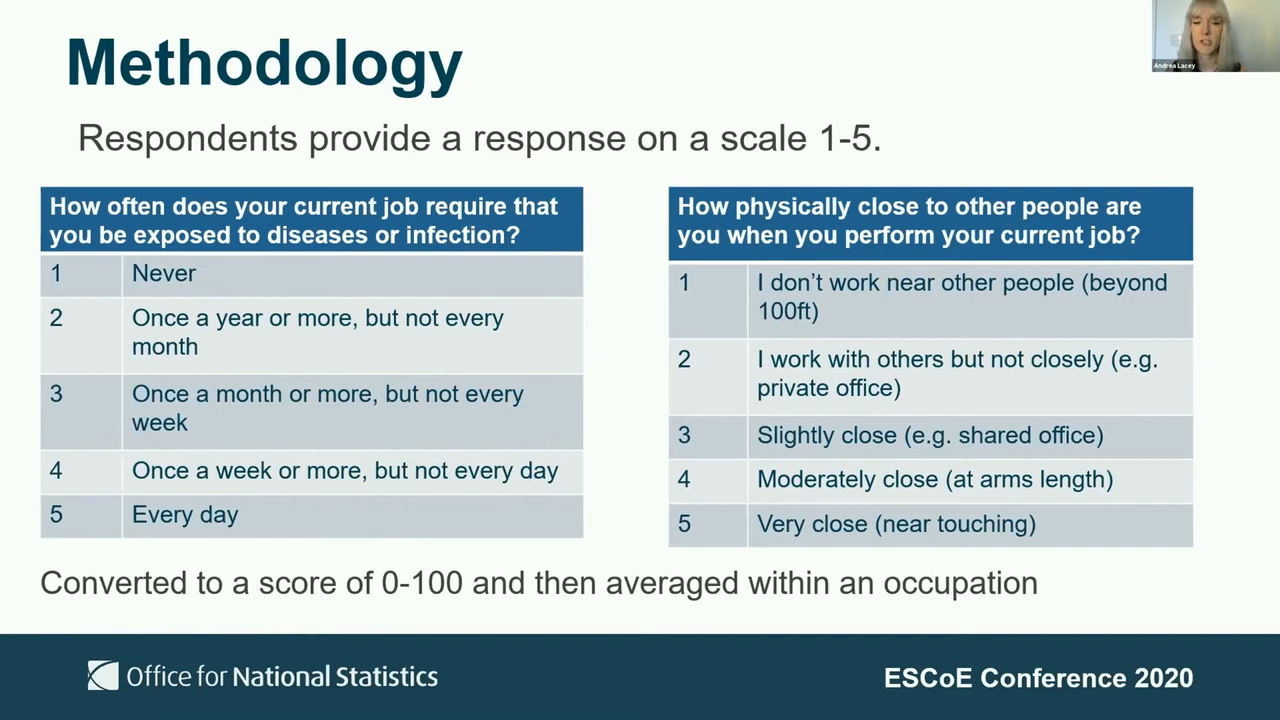 Methodology
Andrea Lacey
Respondents provide a response on a scale 1-5.
How often does your current job require that
you be exposed to diseases or infection?
1 Never
2 Once a year or more, but not every
month
3 Once a month or more, but not every
week
4 Once a week or more, but not every day
5 Every day
How physically close to other people are
you when you perform your current job?
1 I don’t work near other people (beyond
100ft)
2 I work with others but not closely (e.g.
private office)
3 Slightly close (e.g. shared office)
4 Moderately close (at arms length)
5 Very close (near touching)
Converted to a score of 0-100 and then averaged within an occupation
Office for National Statistics
ESCoE Conference 2020